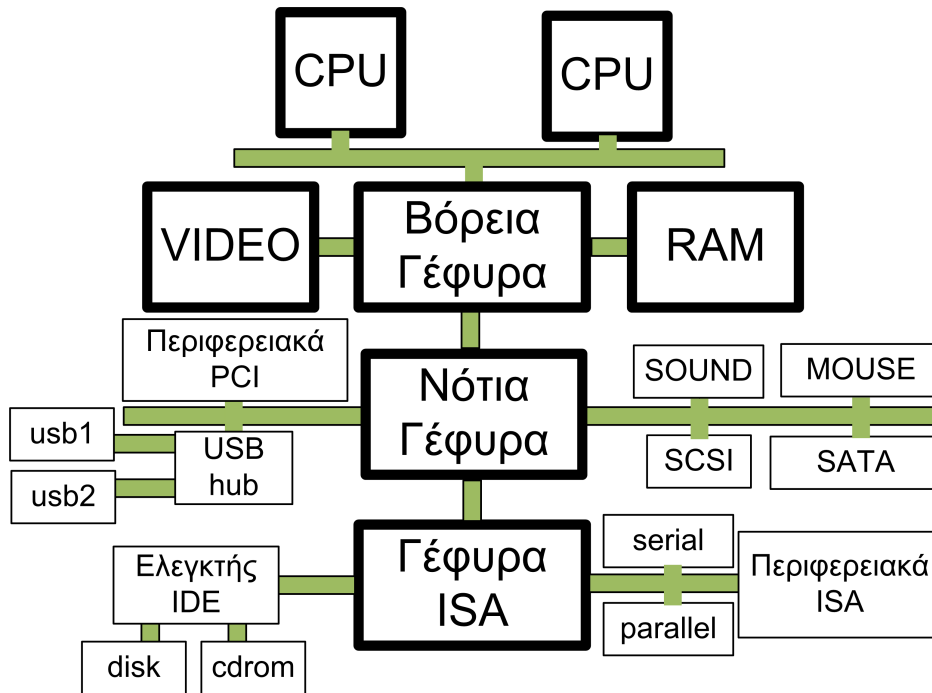 CPU
CPU
VIDEO
Βόρεια
Γέφυρα
RAM
Περιφερειακά
PCI
Νότια
Γέφυρα
SOUND
MOUSE
usb1
USB
hub
SCSI
SATA
usb2
Ελεγκτής
IDE
Γέφυρα
ISA
serial
Περιφερειακά
ISA
parallel
disk
cdrom